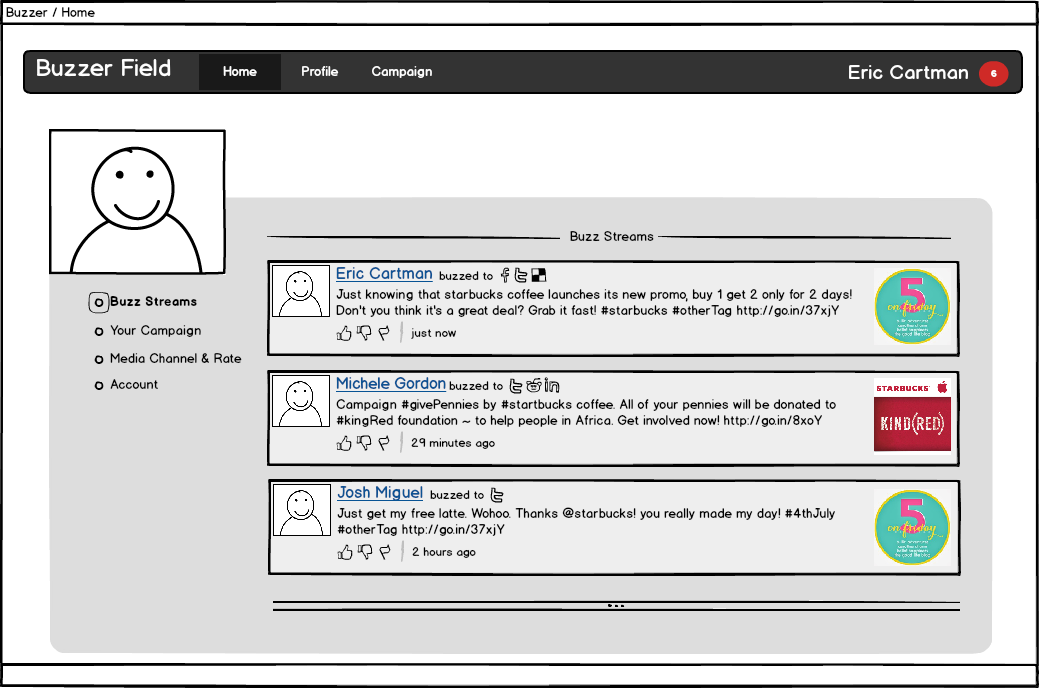 Buzzer / Home
Buzzer Field
Home
Profile
Campaign
Eric Cartman
6
Buzz Streams
Your Campaign
Media Channel & Rate
Account
Buzz Streams
Eric Cartman buzzed to
Just knowing that starbucks coffee launches its new promo, buy 1 get 2 only for 2 days!
Don't you think it's a great deal? Grab it fast! #starbucks #otherTag http://go.in/37xjY
just now
5
on friday
Michele Gordon buzzed to
Campaign #givePennies by #startbucks coffee. All of your pennies will be donated to
#kingRed foundation ~ to help people in Africa. Get involved now! http://go.in/8xoY
29 minutes ago
STARBUCKS
KIND(RED)
Josh Miguel buzzed to
Just get my free latte. Wohoo. Thanks @starbucks! you really made my day! #4thJuly
#otherTag http://go.in/37xjY
2 hours ago
5
on friday
...